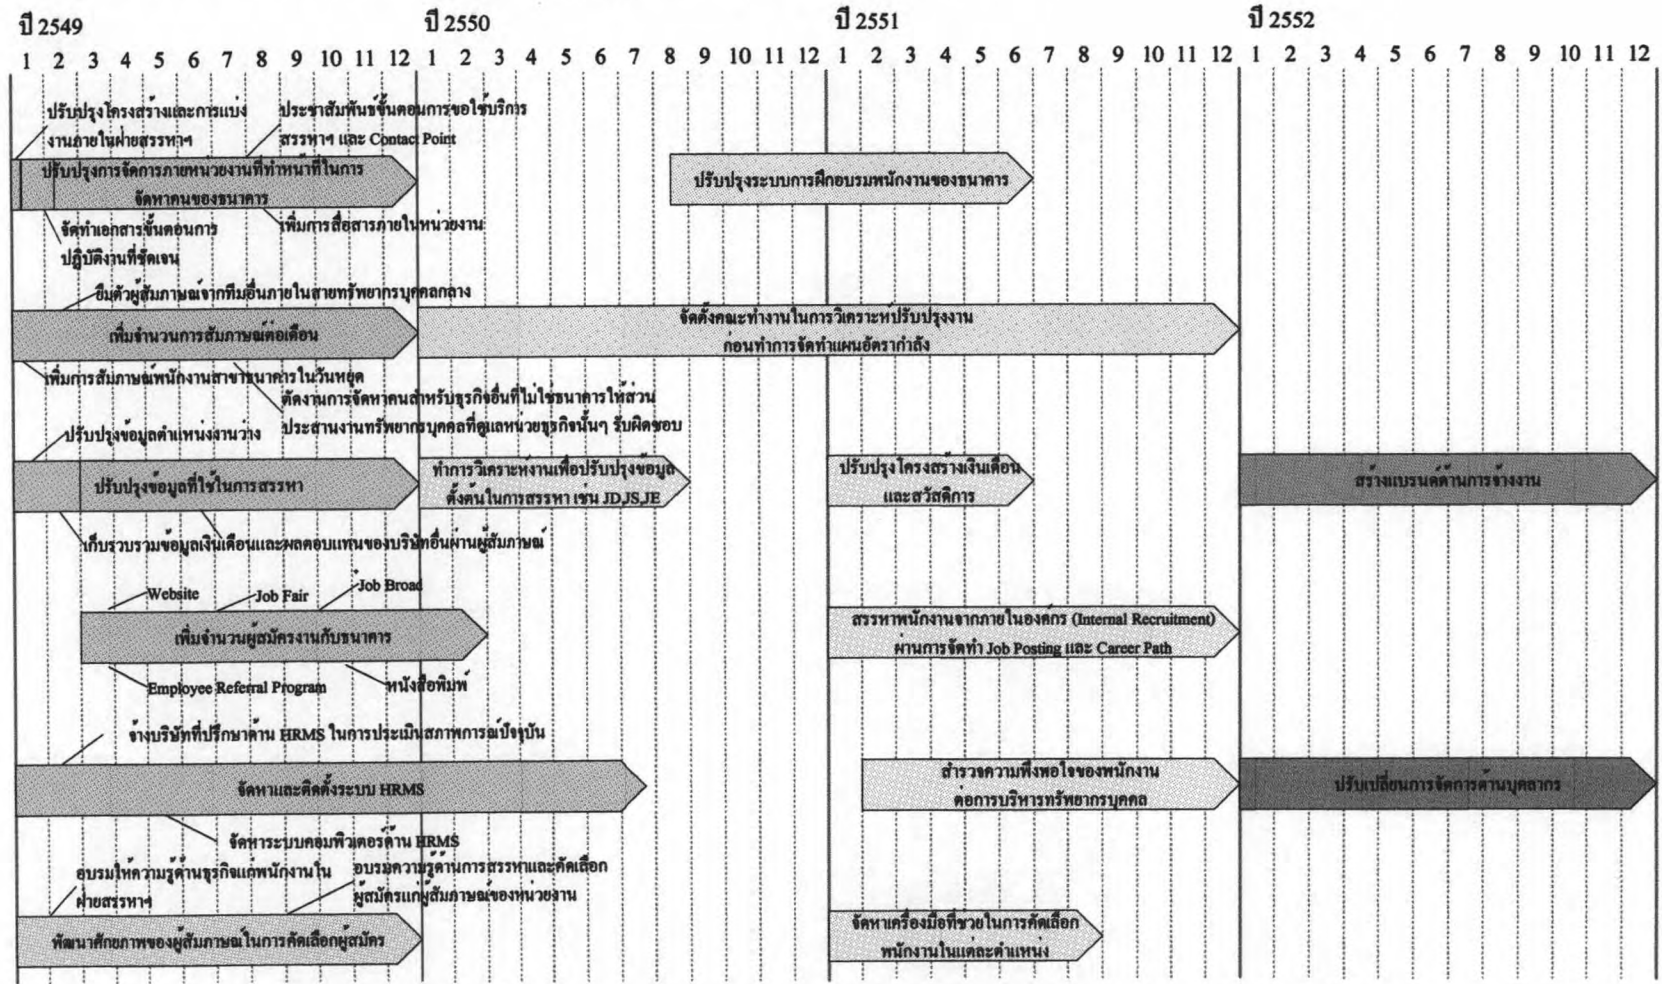 ปี 2549
ปี 2550
ปี 2551
ปี 2552
1 2 3 4 5 6 7 8 9 10 11 12 1 2 3 4 5 6 7 8 9 10 11 12 1 2 3 4 5 6 7 8 9 10 11 12 1 2 3 4 5 6 7 8 9 10 11 12
ปรับปรุงโครงสร้างและการแบ่ง
งานภายในฝ่ายสรรหาฯ
ประชาสัมพันธ์ขั้นตอนการขอใช้บริการ
สรรหาฯ และ Contact Point
ปรับปรุงการจัดการภายหน่วยงานที่ทำหน้าที่ในการ
จัดหาคนของธนาคาร
ปรับปรุงระบบการฝึกอบรมพนักงานของธนาคาร
จัดทำเอกสารขั้นตอนการ
ปฏิบัติงานที่ชัดเจน
เพิ่มการสื่อสารภายในหน่วยงาน
ยืมตัวผู้สัมภาษณ์จากทีมอื่นภายในสายทรัพยากรบุคคลกลาง
เพิ่มจำนวนการสัมภาษณ์ต่อเดือน
จัดตั้งคณะทำงานในการวิเคราะห์ปรับปรุงงาน
ก่อนทำการจัดทำแผนอัตรากำลัง
เพิ่มการสัมภาษณ์พนักงานสาขาธนาคารในวันหยุด
ตัดงานการจัดหาคนสำหรับธุรกิจอื่นที่ไม่ใช่ธนาคารให้ส่วน
ประสานงานทรัพยากรบุคคลที่ดูแลหน่วยธุรกิจนั้นๆ รับผิดชอบ
ปรับปรุงข้อมูลตำแหน่งงานว่าง
ปรับปรุงข้อมูลที่ใช้ในการสรรหา
ทำการวิเคราะห์งานเพื่อปรับปรุงข้อมูล
ตั้งต้นในการสรรหา เช่น JD,JS,JE
ปรับปรุงโครงสร้างเงินเดือน
และสวัสดิการ
สร้างแบรนด์ด้านการจ้างงาน
เก็บรวบรวมข้อมูลเงินเดือนและผลตอบแทนของบริษัทอื่นผ่านผู้สัมภาษณ์
Website
Job Fair
Job Broad
เพิ่มจำนวนผู้สมัครงานกับธนาคาร
สรรหาพนักงานจากภายในองค์กร (Internal Recruitment)
ผ่านการจัดทำ Job Posting และ Career Path
Employee Referral Program
หนังสือพิมพ์
จ้างบริษัทที่ปรึกษาด้าน HRMS ในการประเมินสภาพการณ์ปัจจุบัน
จัดหาและติดตั้งระบบ HRMS
สำรวจความพึงพอใจของพนักงาน
ต่อการบริหารทรัพยากรบุคคล
ปรับเปลี่ยนการจัดการด้านบุคลากร
จัดหาระบบคอมพิวเตอร์ด้าน HRMS
อบรมให้ความรู้ด้านธุรกิจแก่พนักงานใน
ฝ่ายสรรหาฯ
อบรมความรู้ด้านการสรรหาและคัดเลือก
ผู้สมัครแก่ผู้สัมภาษณ์ของหน่วยงาน
พัฒนาศักยภาพของผู้สัมภาษณ์ในการคัดเลือกผู้สมัคร
จัดหาเครื่องมือที่ช่วยในการคัดเลือก
พนักงานในแต่ละตำแหน่ง